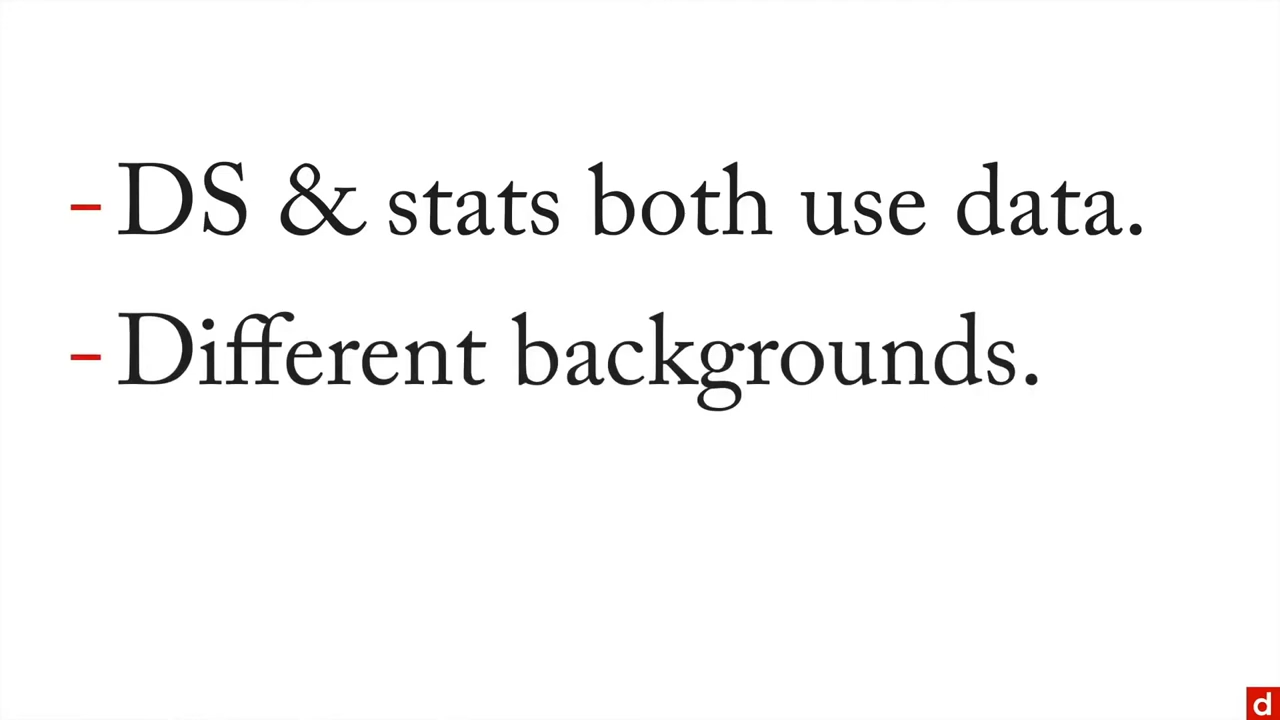 - DS & stats both use data.
- Different backgrounds.
d